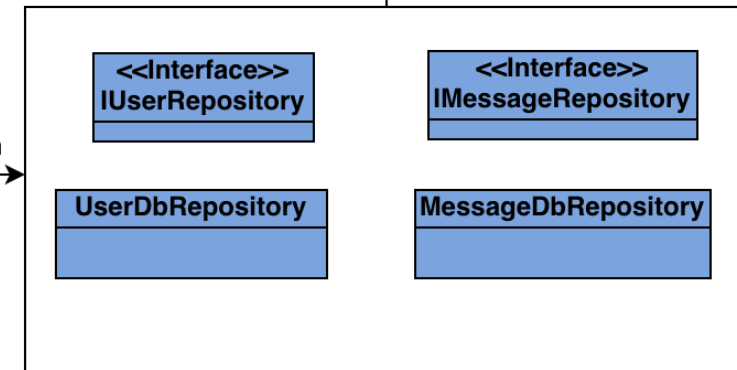 <<Interface>>
IUserRepository
<<Interface>>
IMessageRepository
UserDbRepository
MessageDbRepository